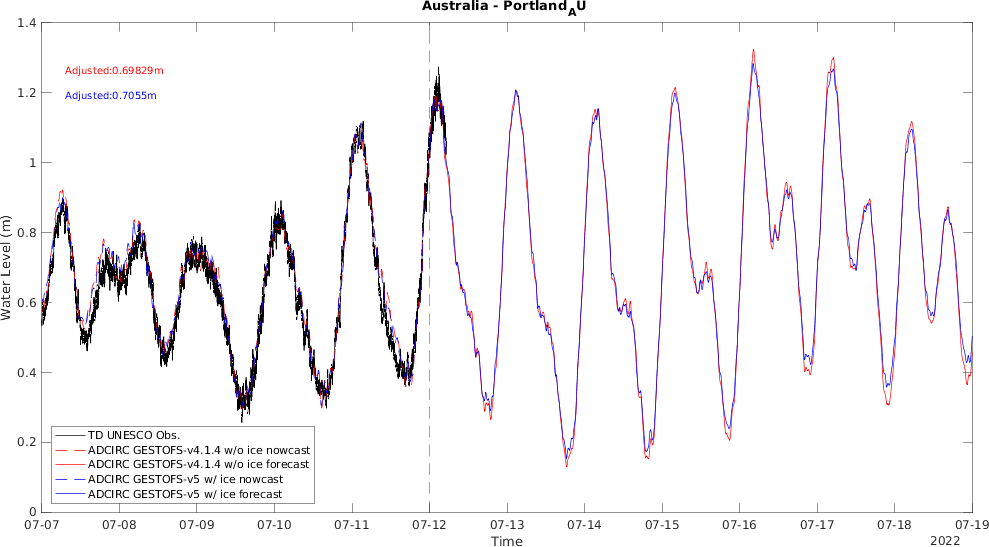 Australia - Portland_AU
Adjusted:0.69829m
Adjusted:0.7055m
Water Level (m)
1.4
1.2
1
0.8
0.6
0.4
0.2
0
TD UNESCO Obs.
ADCIRC GESTOFS-v4.1.4 w/o ice nowcast
ADCIRC GESTOFS-v4.1.4 w/o ice forecast
ADCIRC GESTOFS-v5 w/ ice nowcast
ADCIRC GESTOFS-v5 w/ ice forecast
07-07 07-08 07-09 07-10 07-11 07-12 07-13 07-14 07-15 07-16 07-17 07-18 07-19
Time
2022